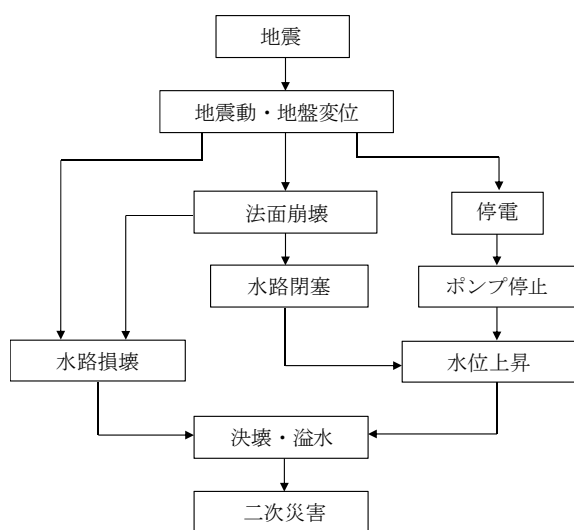 地震
地震動・地盤変位
法面崩壊
停電
水路閉塞
ポンプ停止
水路損壊
水位上昇
決壊・溢水
二次災害